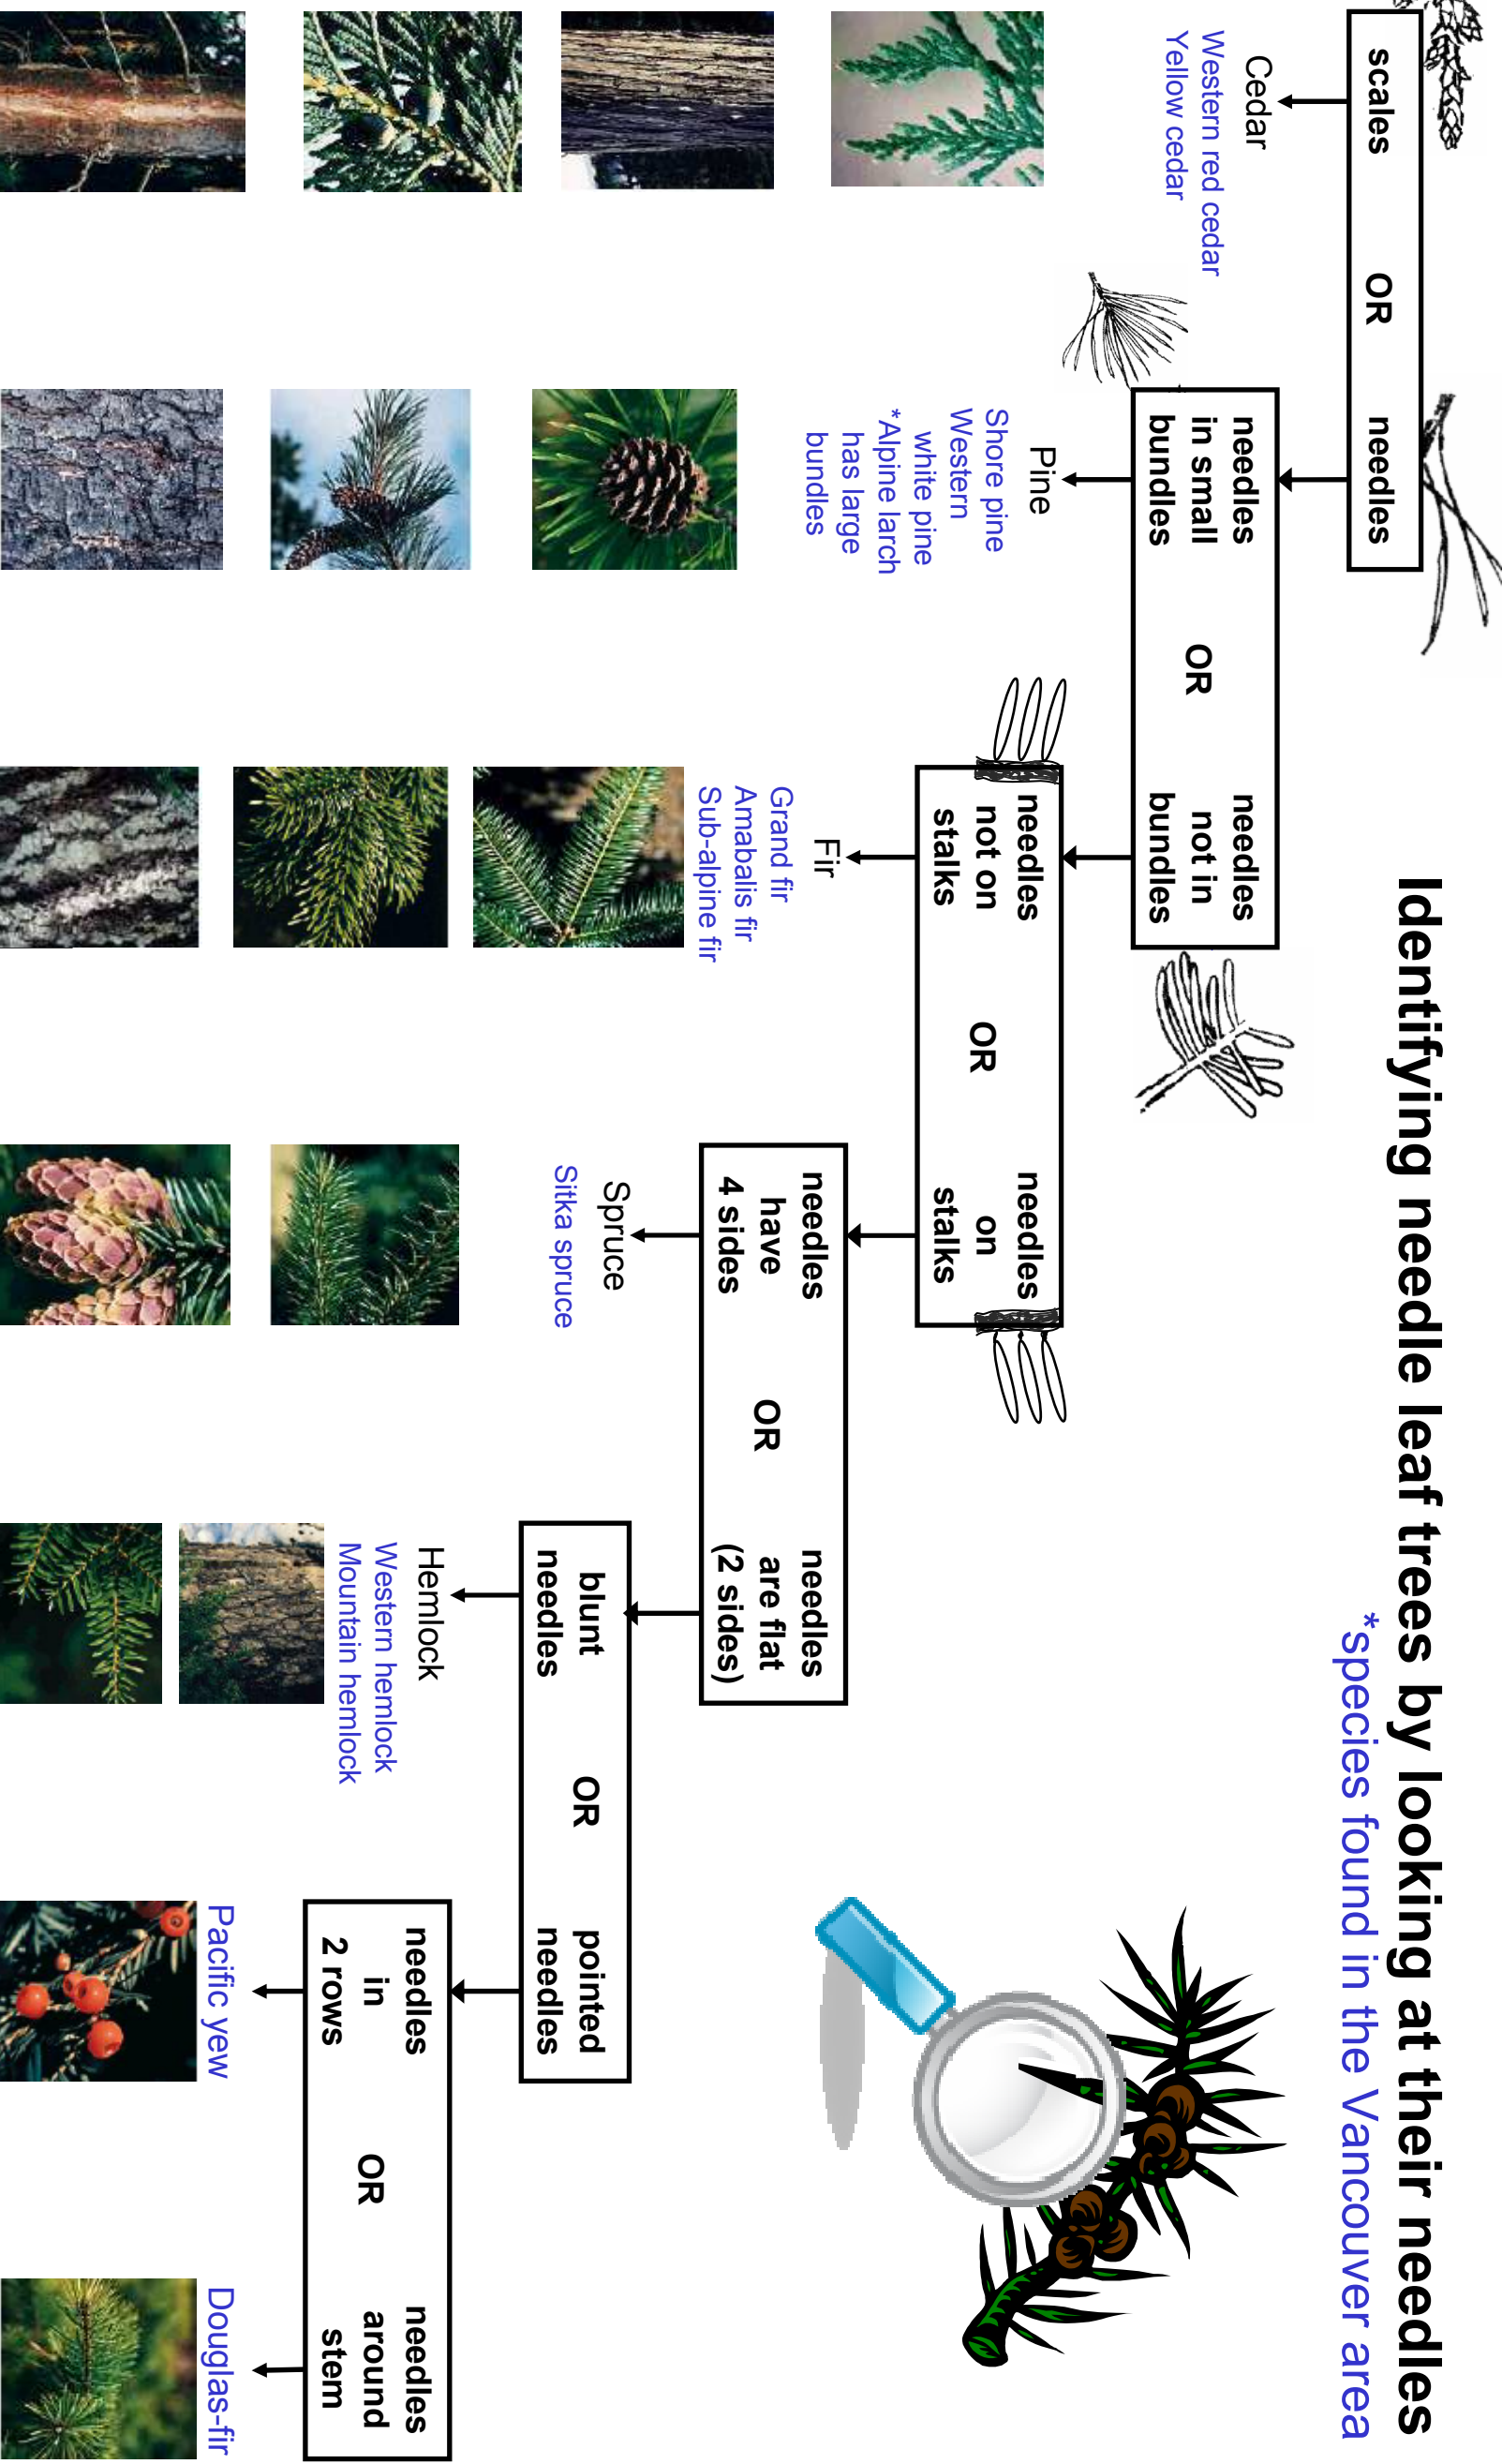 Identifying needle leaf trees by looking at their needles
*species found in the Vancouver area
scales OR needles
Cedar
Western red cedar
Yellow cedar
needles
in small
bundles
OR
needles
not in
bundles
Pine
Shore pine
Western
white pine
*Alpine larch
has large
bundles
needles
not on
stalks
OR
needles
on
stalks
Fir
Grand fir
Amabalis fir
Sub-alpine fir
needles
have
4 sides
OR
needles
are flat
(2 sides)
Spruce
Sitka spruce
blunt
needles
OR
pointed
needles
Hemlock
Western hemlock
Mountain hemlock
needles
in
2 rows
OR
needles
around
stem
Pacific yew
Douglas-fir